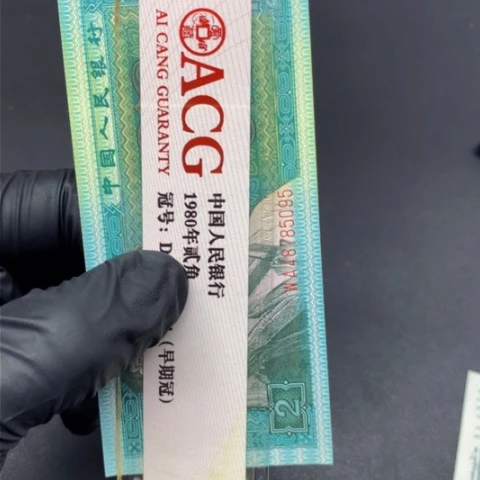 中国人民银行
ACG
AI CANG GUARANTY
中国人民银行
1980年贰角
冠号: D
(早期冠)
WA48785095
2